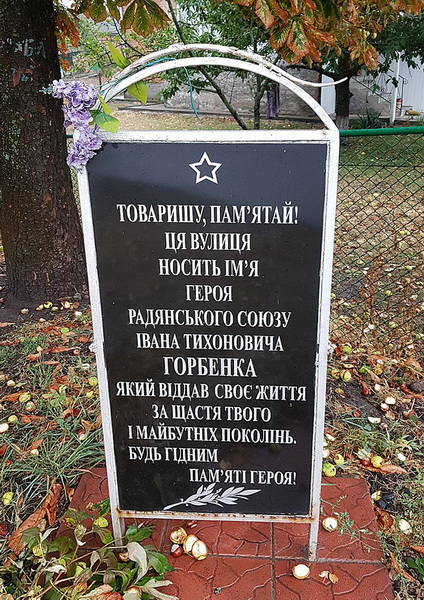 ТОВАРИШУ, ПАМ'ЯТАЙ!
ЦЯ ВУЛИЦЯ
НОСИТЬ ІМ'Я
ГЕРОЯ
РАДЯНСЬКОГО СОЮЗУ
ІВАНА ТИХОНОВИЧА
ГОРБЕНКА
ЯКИЙ ВІДДАВ СВОЄ ЖИТТЯ
ЗА ЩАСТЯ ТВОГО
І МАЙБУТНІХ ПОКОЛІНЬ.
БУДЬ ГІДНИМ
ПАМ'ЯТІ ГЕРОЯ!